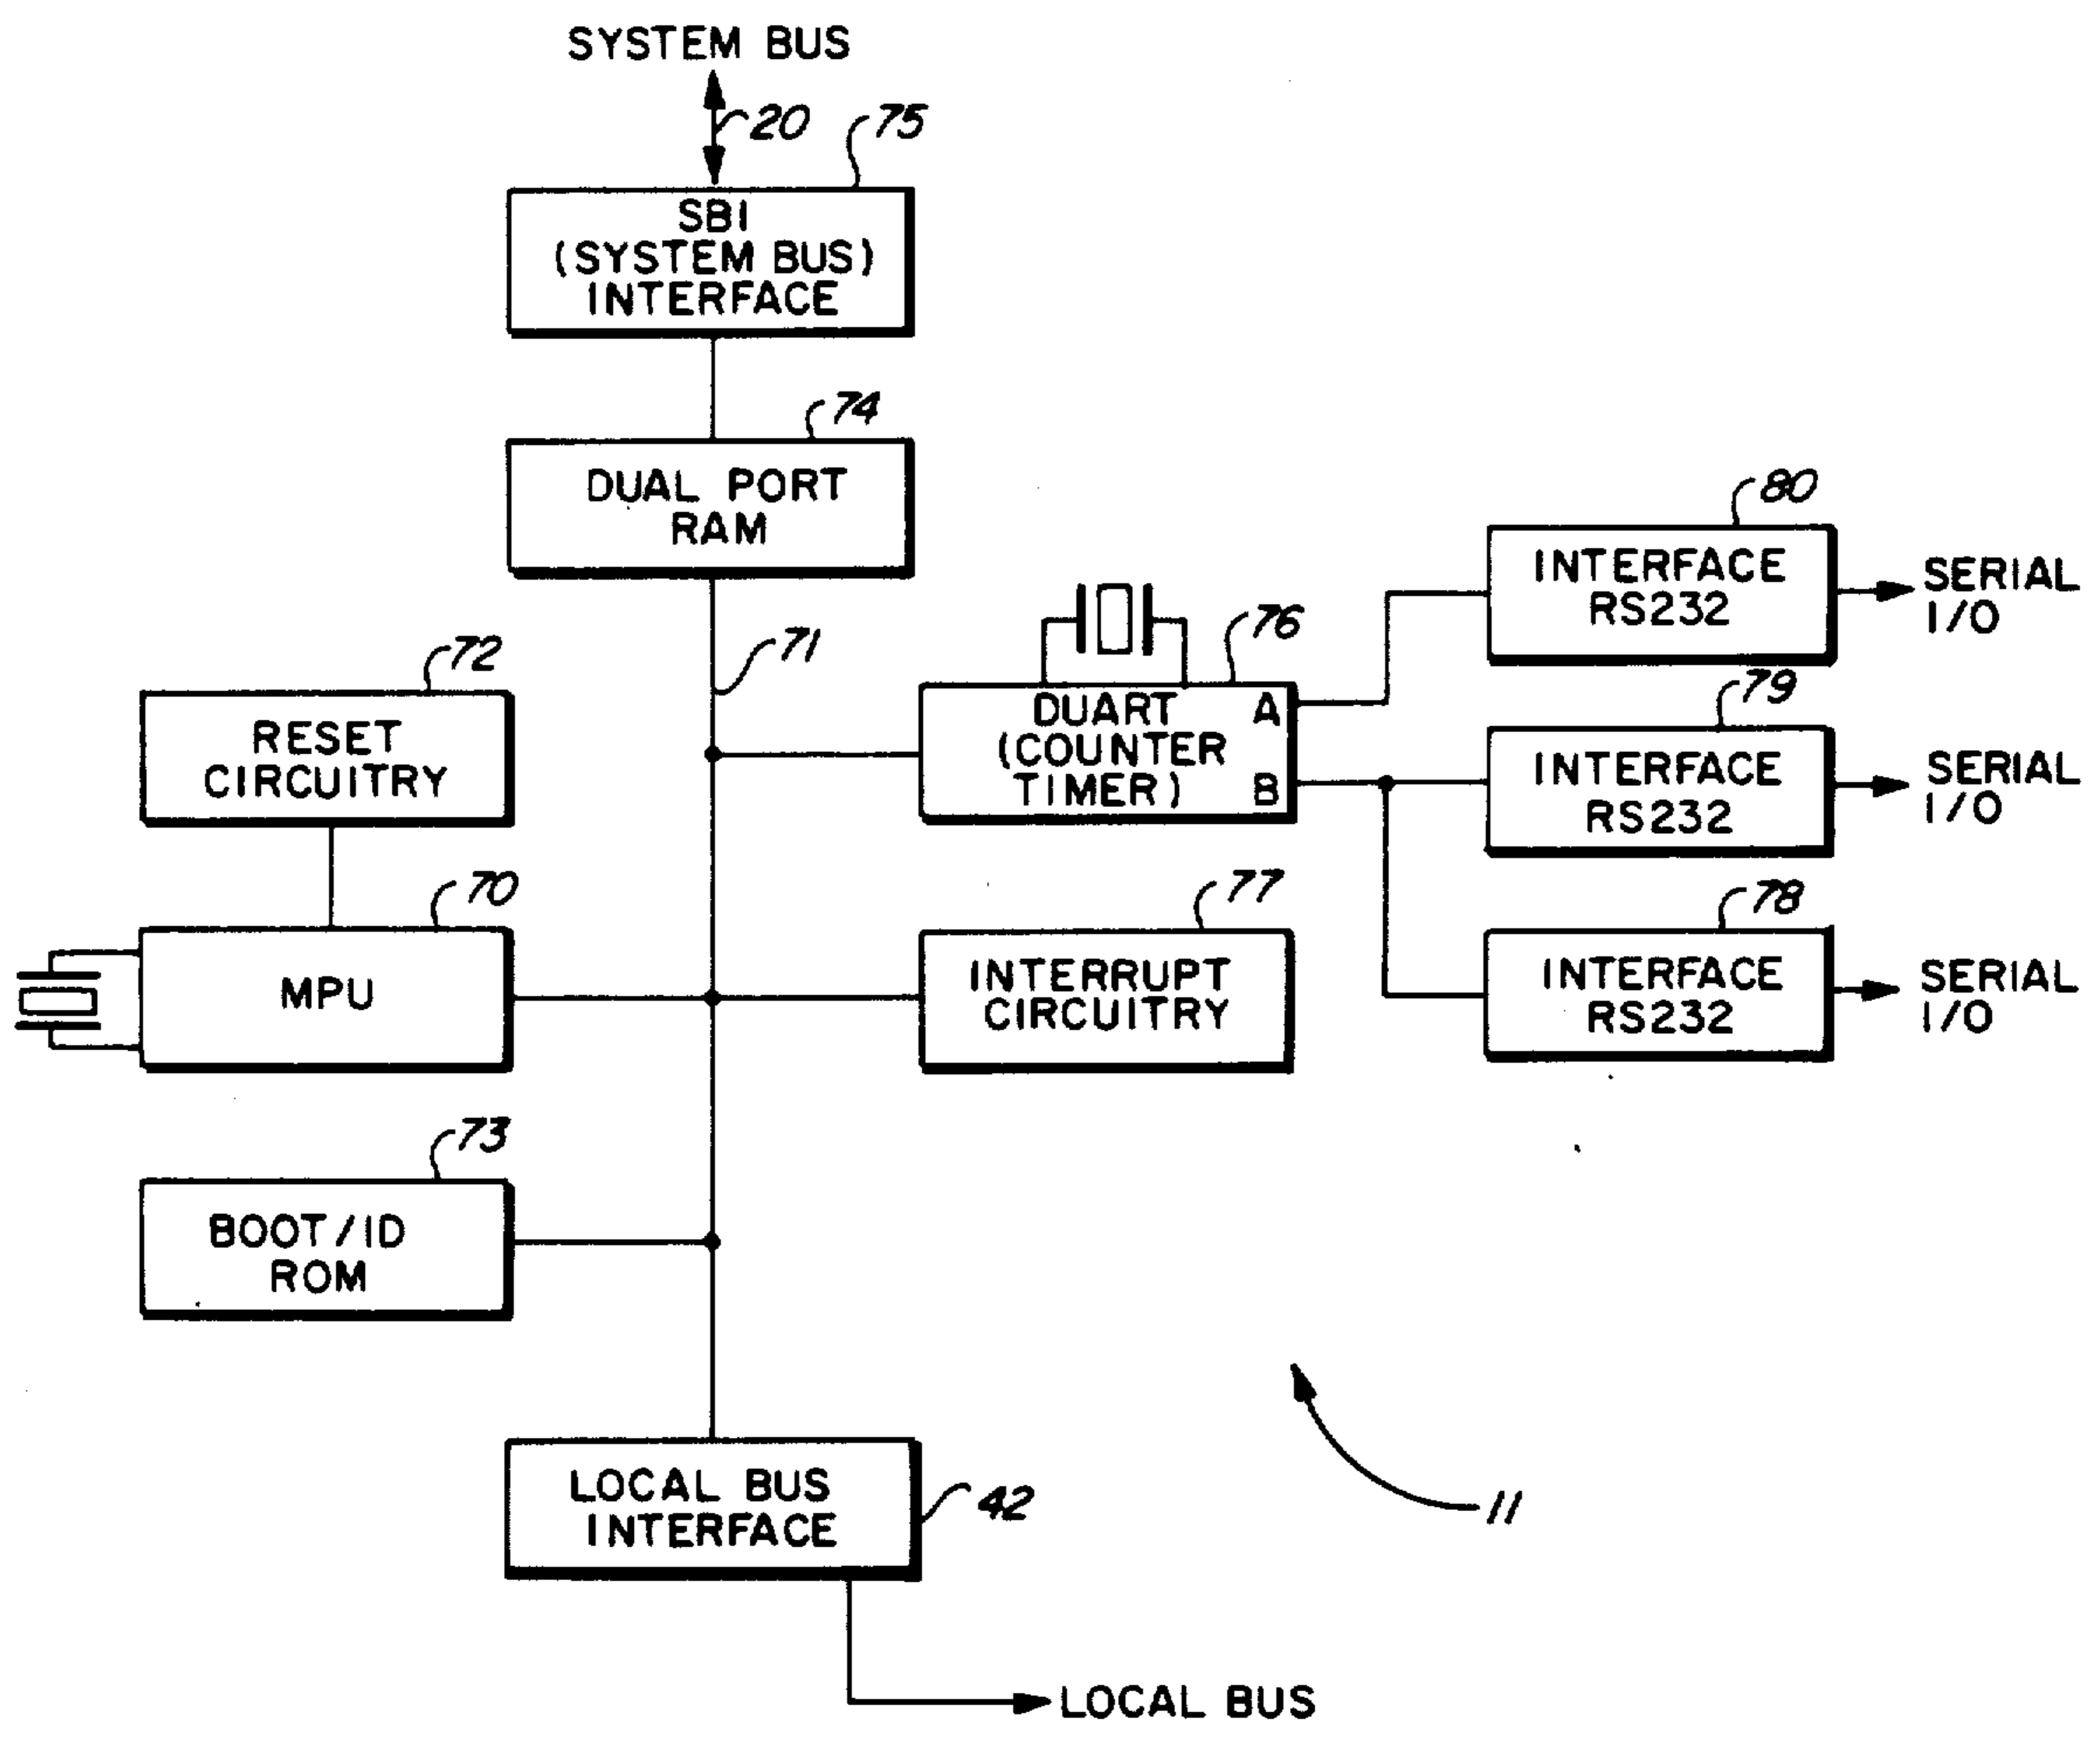 SYSTEM BUS
20
75
SBI
(SYSTEM BUS)
INTERFACE
74
DUAL PORT
RAM
80
INTERFACE
RS232
SERIAL
I/O
71
76
DUART
(COUNTER
TIMER)
A
B
72
RESET
CIRCUITRY
79
INTERFACE
RS232
SERIAL
I/O
70
MPU
77
INTERRUPT
CIRCUITRY
78
INTERFACE
RS232
SERIAL
I/O
73
BOOT/ID
ROM
LOCAL BUS
INTERFACE
42
11
LOCAL BUS